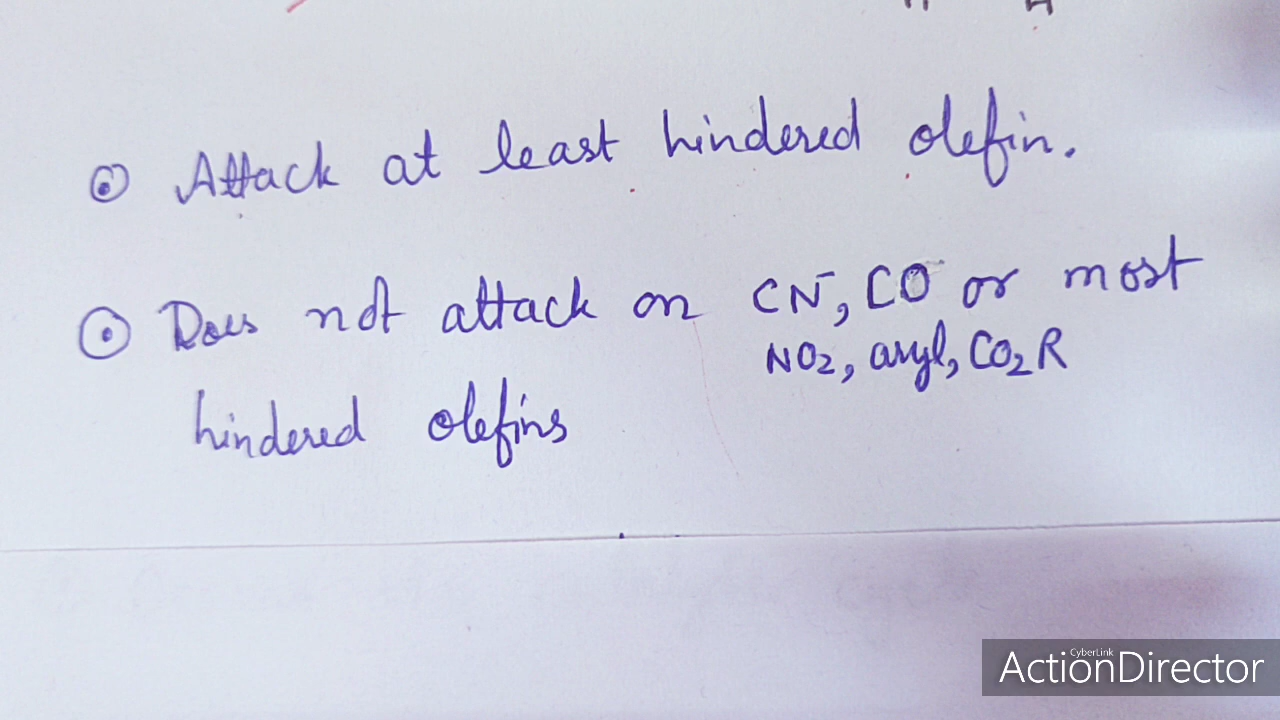 ⊙ Attack at least hindered olefin.
⊙ Does not attack on CN⁻, CO or most
NO₂, aryl, CO₂R
hindered olefins
CyberLink
ActionDirector